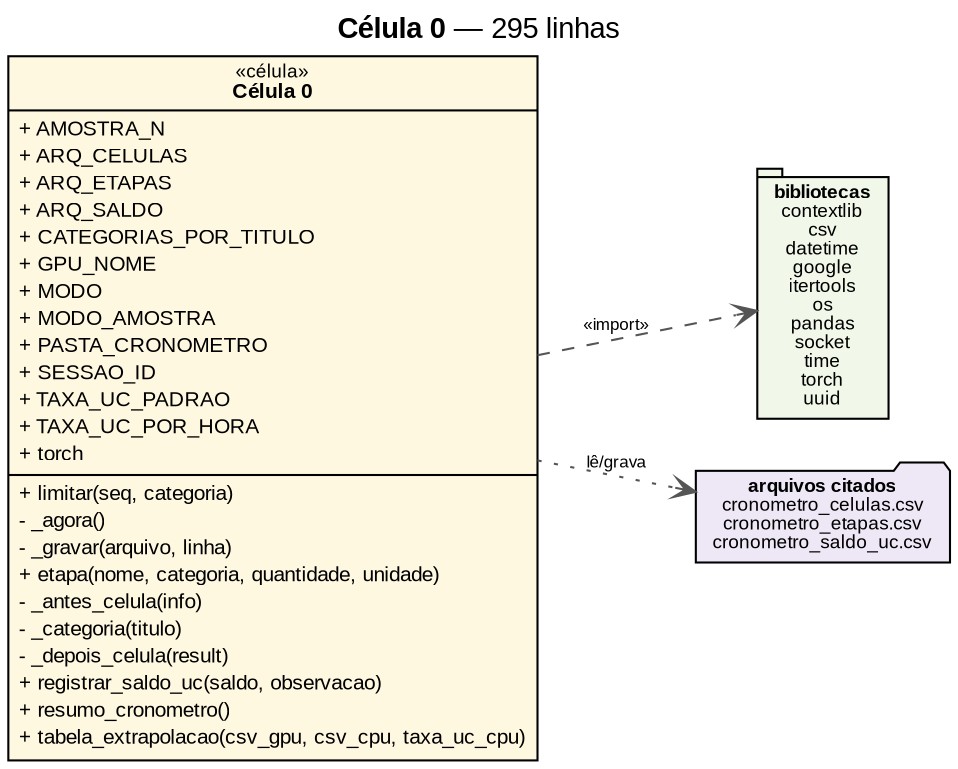 Célula 0 — 295 linhas
«célula»
Célula 0
+ AMOSTRA_N
+ ARQ_CELULAS
+ ARQ_ETAPAS
+ ARQ_SALDO
+ CATEGORIAS_POR_TITULO
+ GPU_NOME
+ MODO
+ MODO_AMOSTRA
+ PASTA_CRONOMETRO
+ SESSAO_ID
+ TAXA_UC_PADRAO
+ TAXA_UC_POR_HORA
+ torch
+ limitar(seq, categoria)
- _agora()
- _gravar(arquivo, linha)
+ etapa(nome, categoria, quantidade, unidade)
- _antes_celula(info)
- _categoria(titulo)
- _depois_celula(result)
+ registrar_saldo_uc(saldo, observacao)
+ resumo_cronometro()
+ tabela_extrapolacao(csv_gpu, csv_cpu, taxa_uc_cpu)
«import»
bibliotecas
contextlib
csv
datetime
google
itertools
os
pandas
socket
time
torch
uuid
lê/grava
arquivos citados
cronometro_celulas.csv
cronometro_etapas.csv
cronometro_saldo_uc.csv